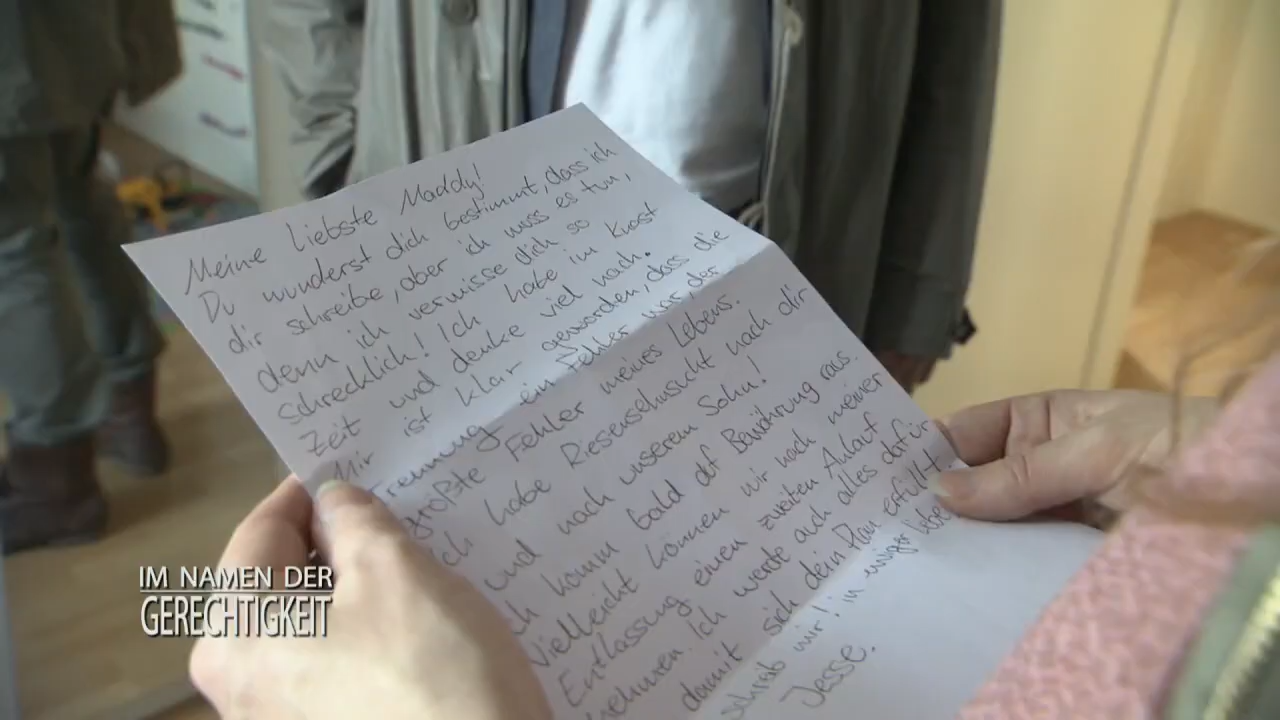 Meine liebste Maddy!
Du wunderst dich bestimmt, dass ich
dir schreibe, aber ich muss es tun,
denn ich vermisse dich so
schrecklich! Ich habe im Knast
Zeit und denke viel nach.
Mir ist klar geworden, dass die
Trennung ein Fehler war, der
größte Fehler meines Lebens.
Ich habe Riesensehnsucht nach dir
und nach unserem Sohn!
Ich komm bald auf Bewährung raus.
Vielleicht können wir nach meiner
Entlassung einen zweiten Anlauf
nehmen. Ich werde auch alles dafür
damit sich dein Plan erfüllt.
Schreib mir! in ewiger Liebe
Jesse.
IM NAMEN DER
GERECHTIGKEIT